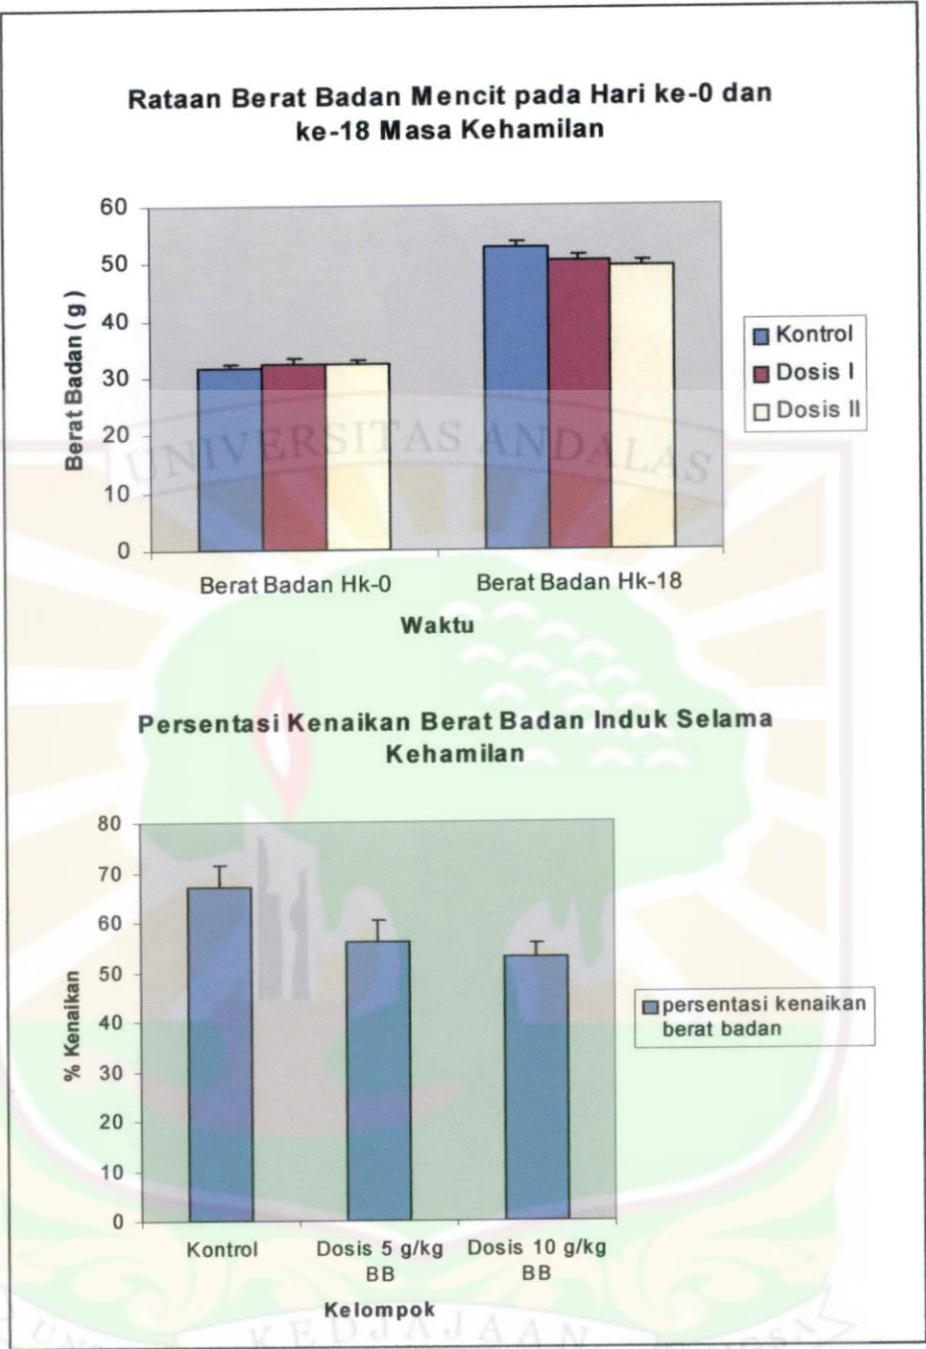 Rataan Berat Badan Mencit pada Hari ke-0 dan
ke-18 Masa Kehamilan
60
50
40
30
20
10
0
Berat Badan ( g )
Berat Badan Hk-0
Berat Badan Hk-18
Waktu
Kontrol
Dosis I
Dosis II
UNIVERSITAS ANDALAS
Persentasi Kenaikan Berat Badan Induk Selama
Kehamilan
80
70
60
50
40
30
20
10
0
% Kenaikan
Kontrol
Dosis 5 g/kg
BB
Dosis 10 g/kg
BB
Kelompok
persentasi kenaikan
berat badan
KEDJAJAAN